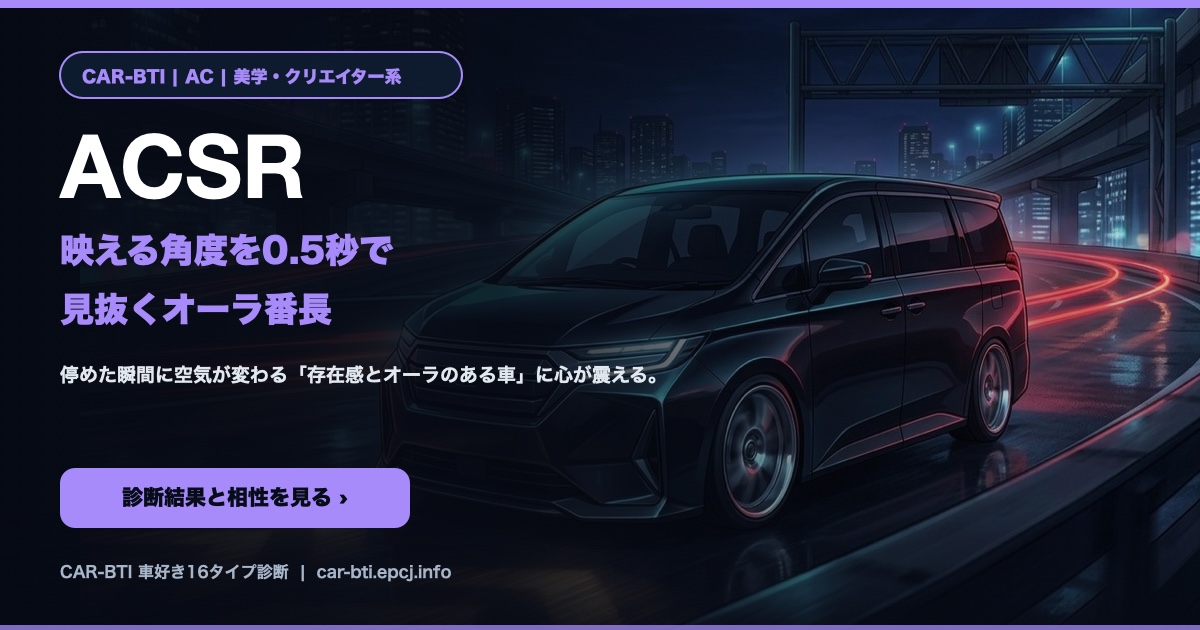 CAR-BTI | AC | 美学・クリエイター系
ACSR
映える角度を0.5秒で
見抜くオーラ番長
停めた瞬間に空気が変わる「存在感とオーラのある車」に心が震える。
診断結果と相性を見る ›
CAR-BTI 車好き16タイプ診断 | car-bti.epcj.info